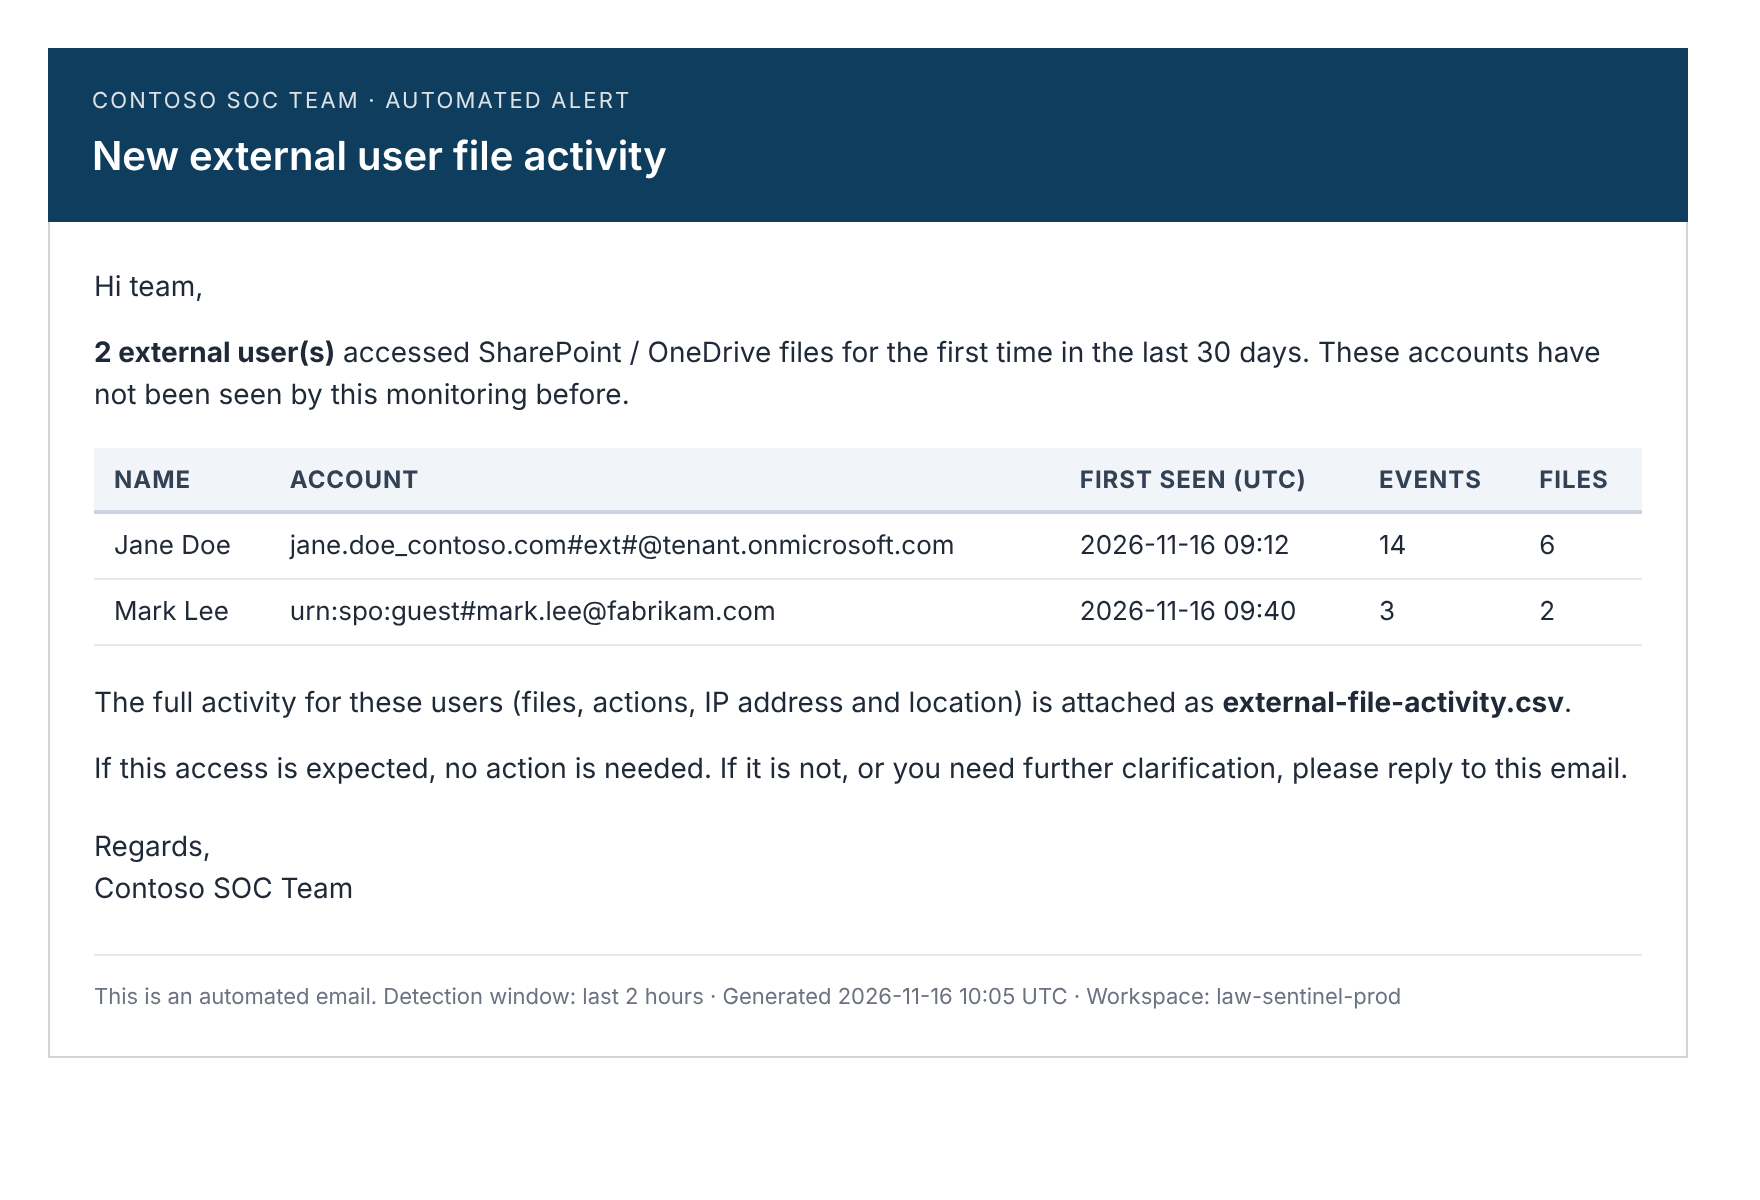 CONTOSO SOC TEAM · AUTOMATED ALERT
New external user file activity
Hi team,
2 external user(s) accessed SharePoint / OneDrive files for the first time in the last 30 days. These accounts have
not been seen by this monitoring before.
NAME ACCOUNT FIRST SEEN (UTC) EVENTS FILES
Jane Doe jane.doe_contoso.com#ext#@tenant.onmicrosoft.com 2026-11-16 09:12 14 6
Mark Lee urn:spo:guest#mark.lee@fabrikam.com 2026-11-16 09:40 3 2
The full activity for these users (files, actions, IP address and location) is attached as external-file-activity.csv.
If this access is expected, no action is needed. If it is not, or you need further clarification, please reply to this email.
Regards,
Contoso SOC Team
This is an automated email. Detection window: last 2 hours · Generated 2026-11-16 10:05 UTC · Workspace: law-sentinel-prod